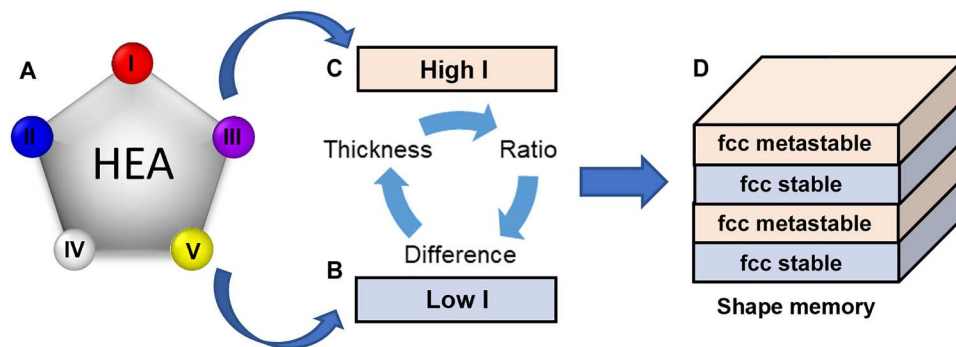 A
I
II
III
HEA
IV
V
C
High I
Thickness
Ratio
Difference
B
Low I
D
fcc metastable
fcc stable
fcc metastable
fcc stable
Shape memory